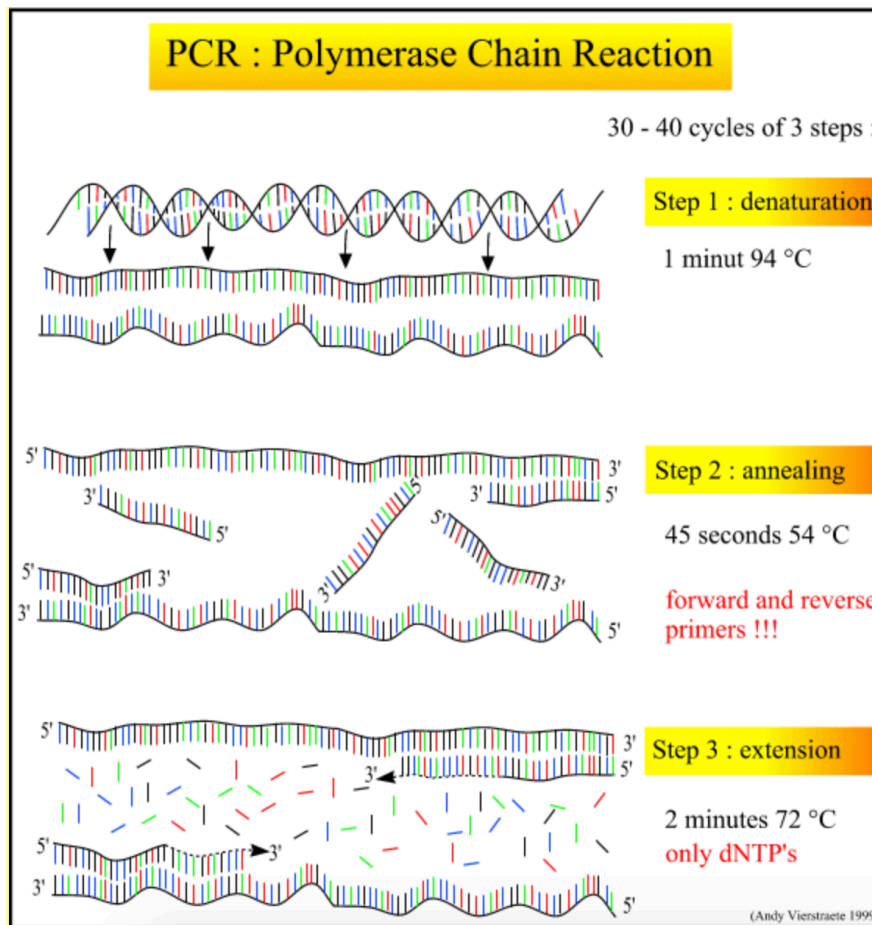 PCR : Polymerase Chain Reaction
30 - 40 cycles of 3 steps :
Step 1 : denaturation
1 minut 94 °C
5'
3'
Step 2 : annealing
3'
5'
3'
5'
5'
45 seconds 54 °C
5'
3'
3'
3'
forward and reverse
primers !!!
3'
5'
5'
3'
Step 3 : extension
3'
5'
2 minutes 72 °C
5'
3'
only dNTP's
3'
5'
(Andy Vierstraete 1999